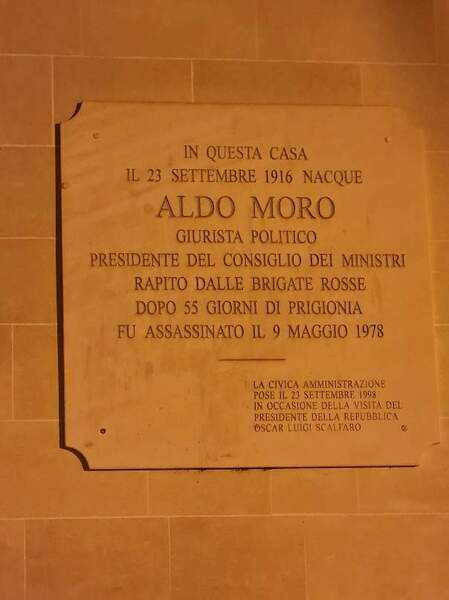 IN QUESTA CASA
IL 23 SETTEMBRE 1916 NACQUE
ALDO MORO
GIURISTA POLITICO
PRESIDENTE DEL CONSIGLIO DEI MINISTRI
RAPITO DALLE BRIGATE ROSSE
DOPO 55 GIORNI DI PRIGIONIA
FU ASSASSINATO IL 9 MAGGIO 1978
LA CIVICA AMMINISTRAZIONE
POSE IL 23 SETTEMBRE 1998
IN OCCASIONE DELLA VISITA DEL
PRESIDENTE DELLA REPUBBLICA
OSCAR LUIGI SCALFARO